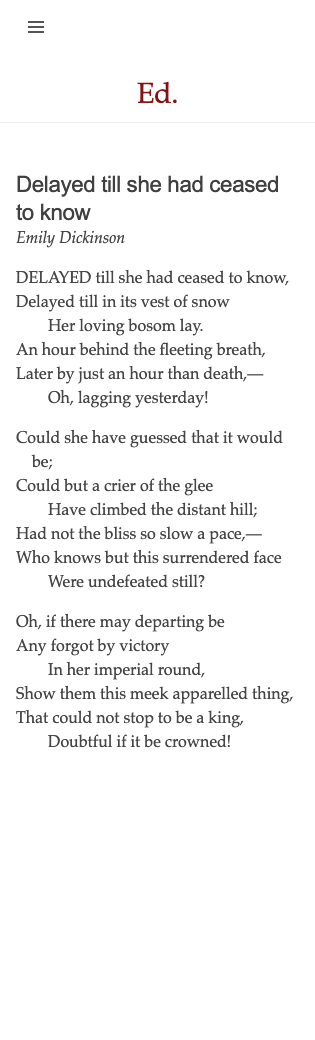 Ed.
Delayed till she had ceased
to know
Emily Dickinson
DELAYED till she had ceased to know,
Delayed till in its vest of snow
Her loving bosom lay.
An hour behind the fleeting breath,
Later by just an hour than death,—
Oh, lagging yesterday!
Could she have guessed that it would
be;
Could but a crier of the glee
Have climbed the distant hill;
Had not the bliss so slow a pace,—
Who knows but this surrendered face
Were undefeated still?
Oh, if there may departing be
Any forgot by victory
In her imperial round,
Show them this meek apparelled thing,
That could not stop to be a king,
Doubtful if it be crowned!